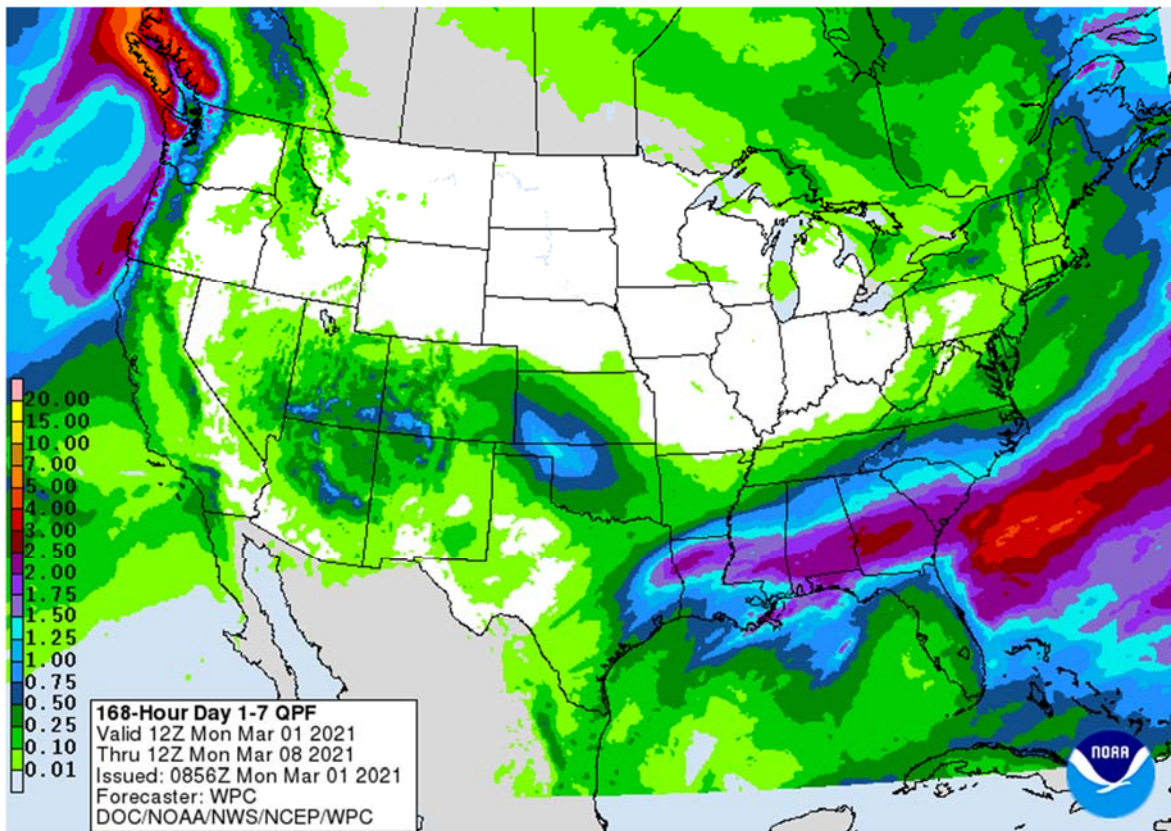 20.00
15.00
10.00
7.00
5.00
4.00
3.00
2.50
2.00
1.75
1.50
1.25
1.00
0.75
0.50
0.25
0.10
0.01
168-Hour Day 1-7 QPF
Valid 12Z Mon Mar 01 2021
Thru 12Z Mon Mar 08 2021
Issued: 0856Z Mon Mar 01 2021
Forecaster: WPC
DOC/NOAA/NWS/NCEP/WPC
NOAA